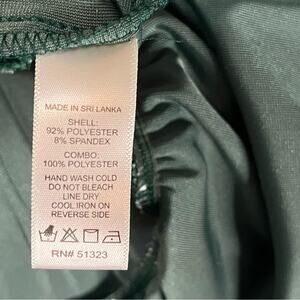 MADE IN SRI LANKA
SHELL:
92% POLYESTER
8% SPANDEX
COMBO:
100% POLYESTER
HAND WASH COLD
DO NOT BLEACH
LINE DRY
COOL IRON ON
REVERSE SIDE
RN# 51323